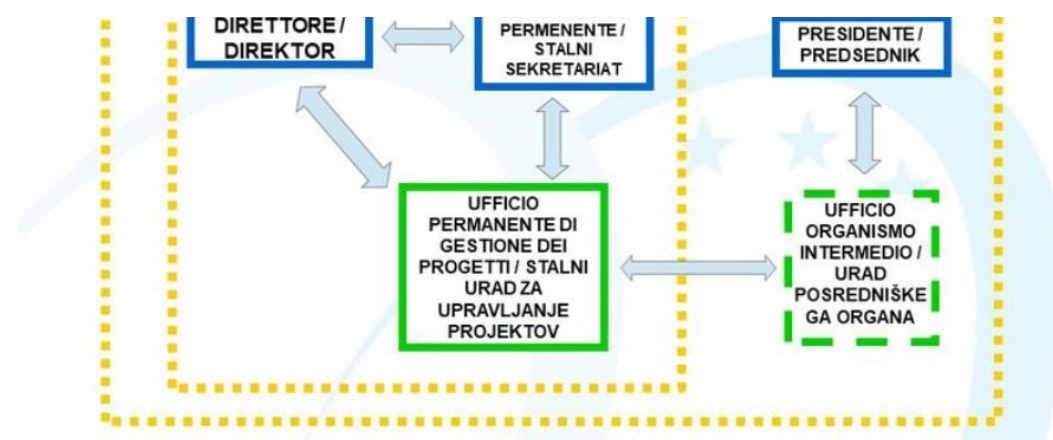 DIRETTORE /
DIREKTOR
PERMENENTE /
STALNI
SEKRETARIAT
PRESIDENTE /
PREDSEDNIK
UFFICIO
PERMANENTE DI
GESTIONE DEI
PROGETTI / STALNI
URAD ZA
UPRAVLJANJE
PROJEKTOV
UFFICIO
ORGANISMO
INTERMEDIO /
URAD
POSREDNIŠKE
GA ORGANA